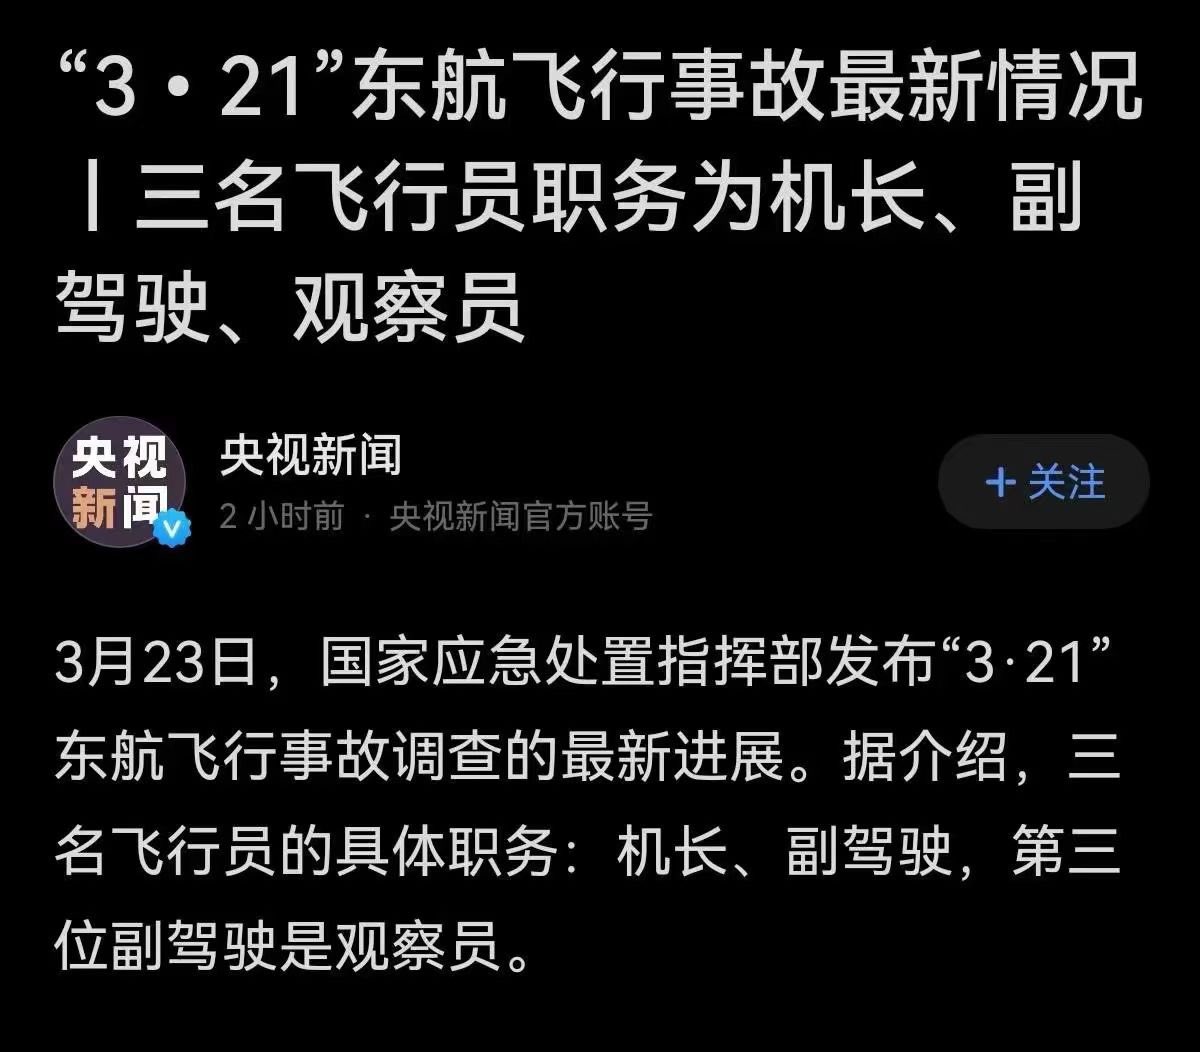 “3·21”东航飞行事故最新情况
丨三名飞行员职务为机长、副
驾驶、观察员
央视
新闻
央视新闻
2 小时前 · 央视新闻官方账号
+关注
3月23日，国家应急处置指挥部发布“3·21”
东航飞行事故调查的最新进展。据介绍，三
名飞行员的具体职务：机长、副驾驶，第三
位副驾驶是观察员。